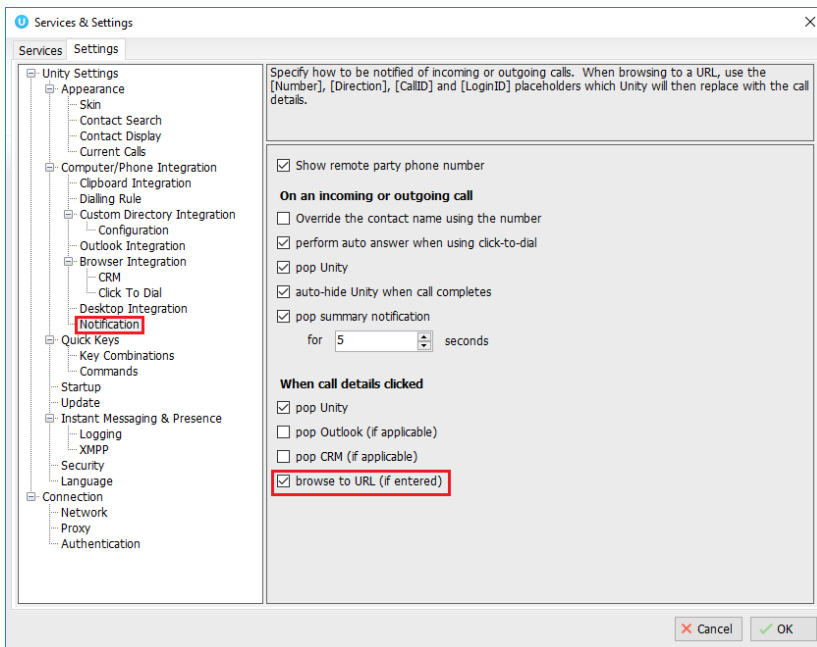 Services & Settings
Services Settings
Unity Settings
Appearance
Skin
Contact Search
Contact Display
Current Calls
Computer/Phone Integration
Clipboard Integration
Dialling Rule
Custom Directory Integration
Configuration
Outlook Integration
Browser Integration
CRM
Click To Dial
Desktop Integration
Notification
Quick Keys
Key Combinations
Commands
Startup
Update
Instant Messaging & Presence
Logging
XMPP
Security
Language
Connection
Network
Proxy
Authentication
Specify how to be notified of incoming or outgoing calls. When browsing to a URL, use the
[Number], [Direction], [CallID] and [LoginID] placeholders which Unity will then replace with the call
details.
Show remote party phone number
On an incoming or outgoing call
Override the contact name using the number
perform auto answer when using click-to-dial
pop Unity
auto-hide Unity when call completes
pop summary notification
for 5 seconds
When call details clicked
pop Unity
pop Outlook (if applicable)
pop CRM (if applicable)
browse to URL (if entered)
Cancel OK